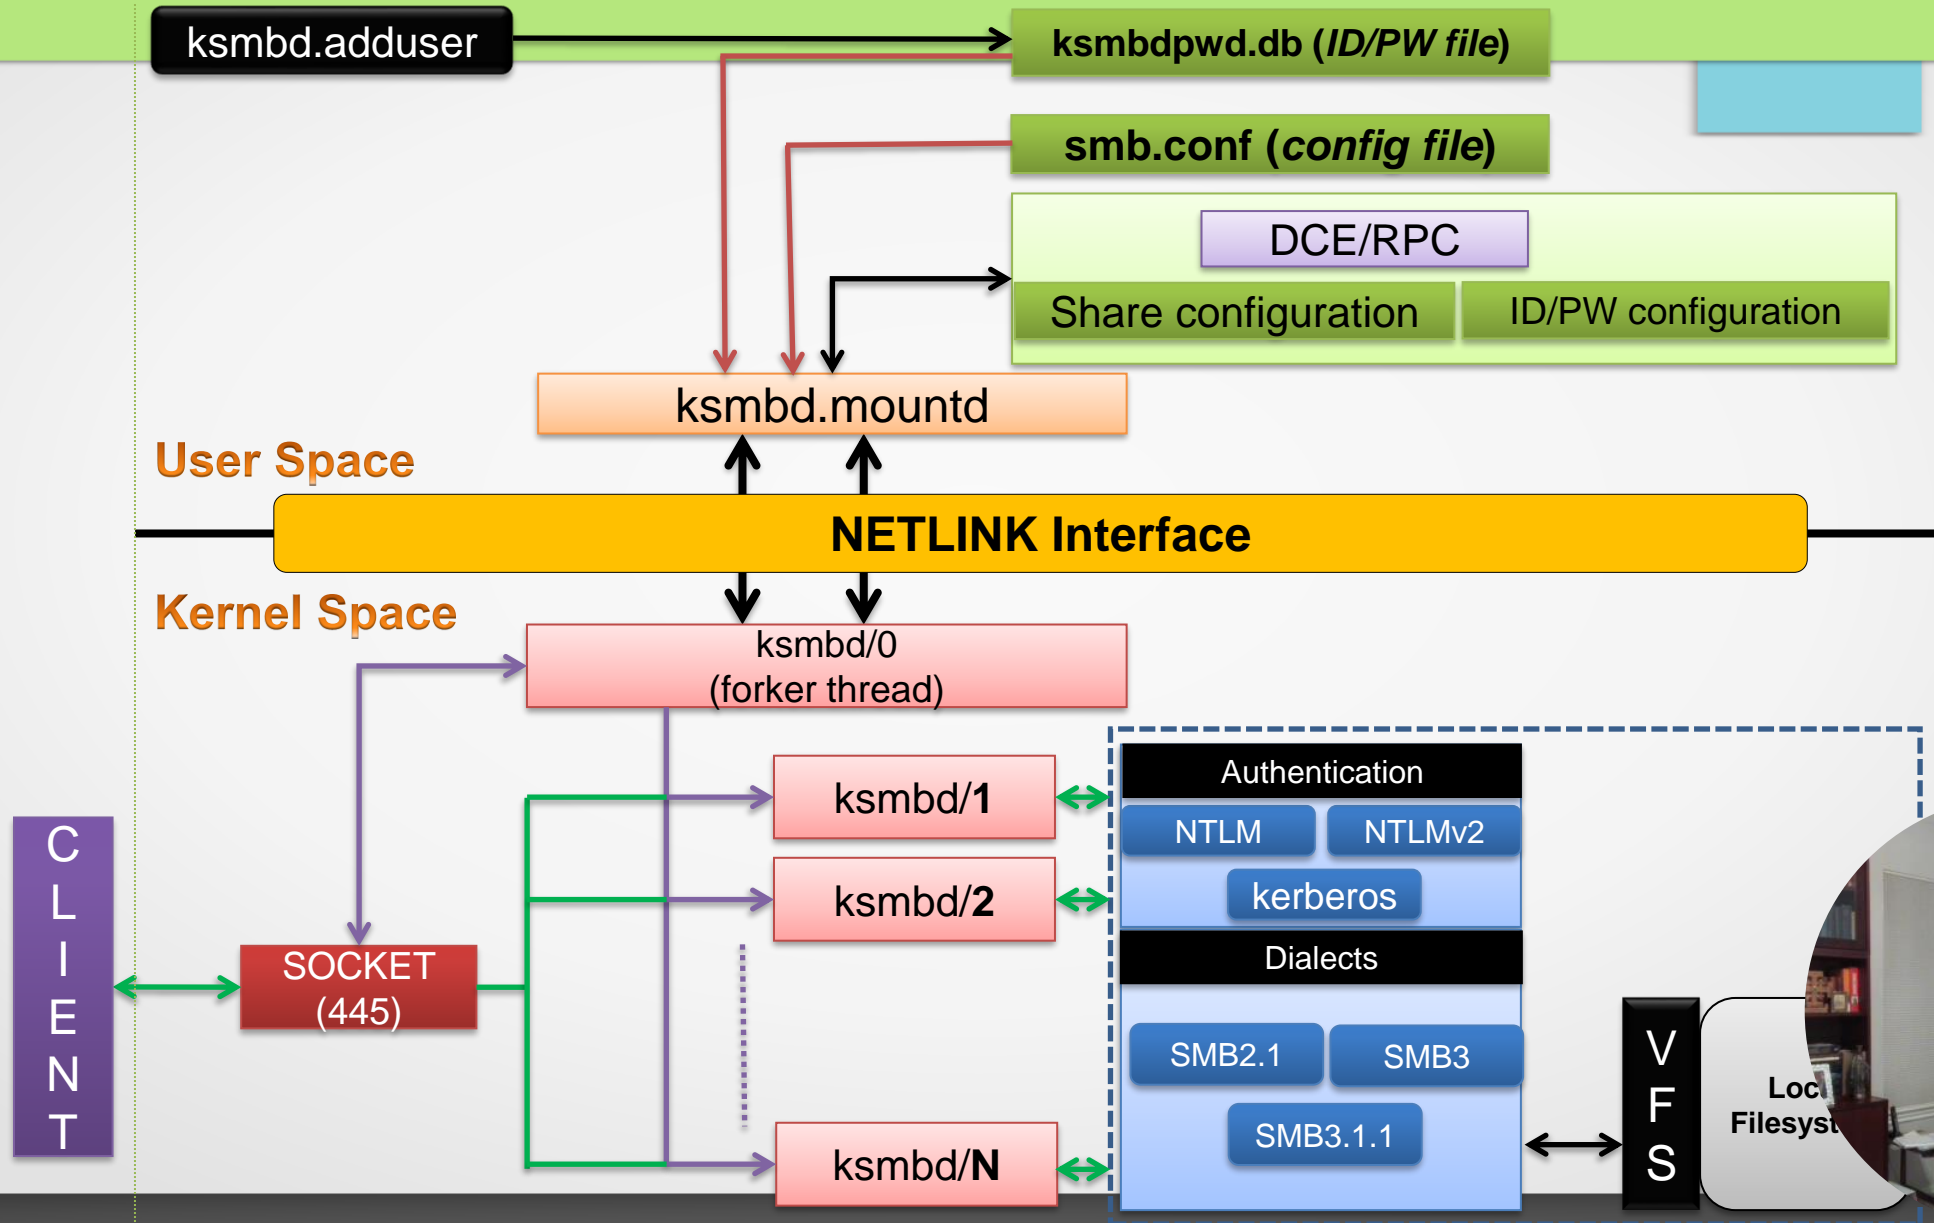 ksmbd.adduser
ksmbdpwd.db (ID/PW file)
smb.conf (config file)
DCE/RPC
Share configuration
ID/PW configuration
ksmbd.mountd
User Space
NETLINK Interface
Kernel Space
ksmbd/0
(forker thread)
CLIENT
SOCKET
(445)
ksmbd/1
ksmbd/2
ksmbd/N
Authentication
NTLM
NTLMv2
kerberos
Dialects
SMB2.1
SMB3
SMB3.1.1
VFS